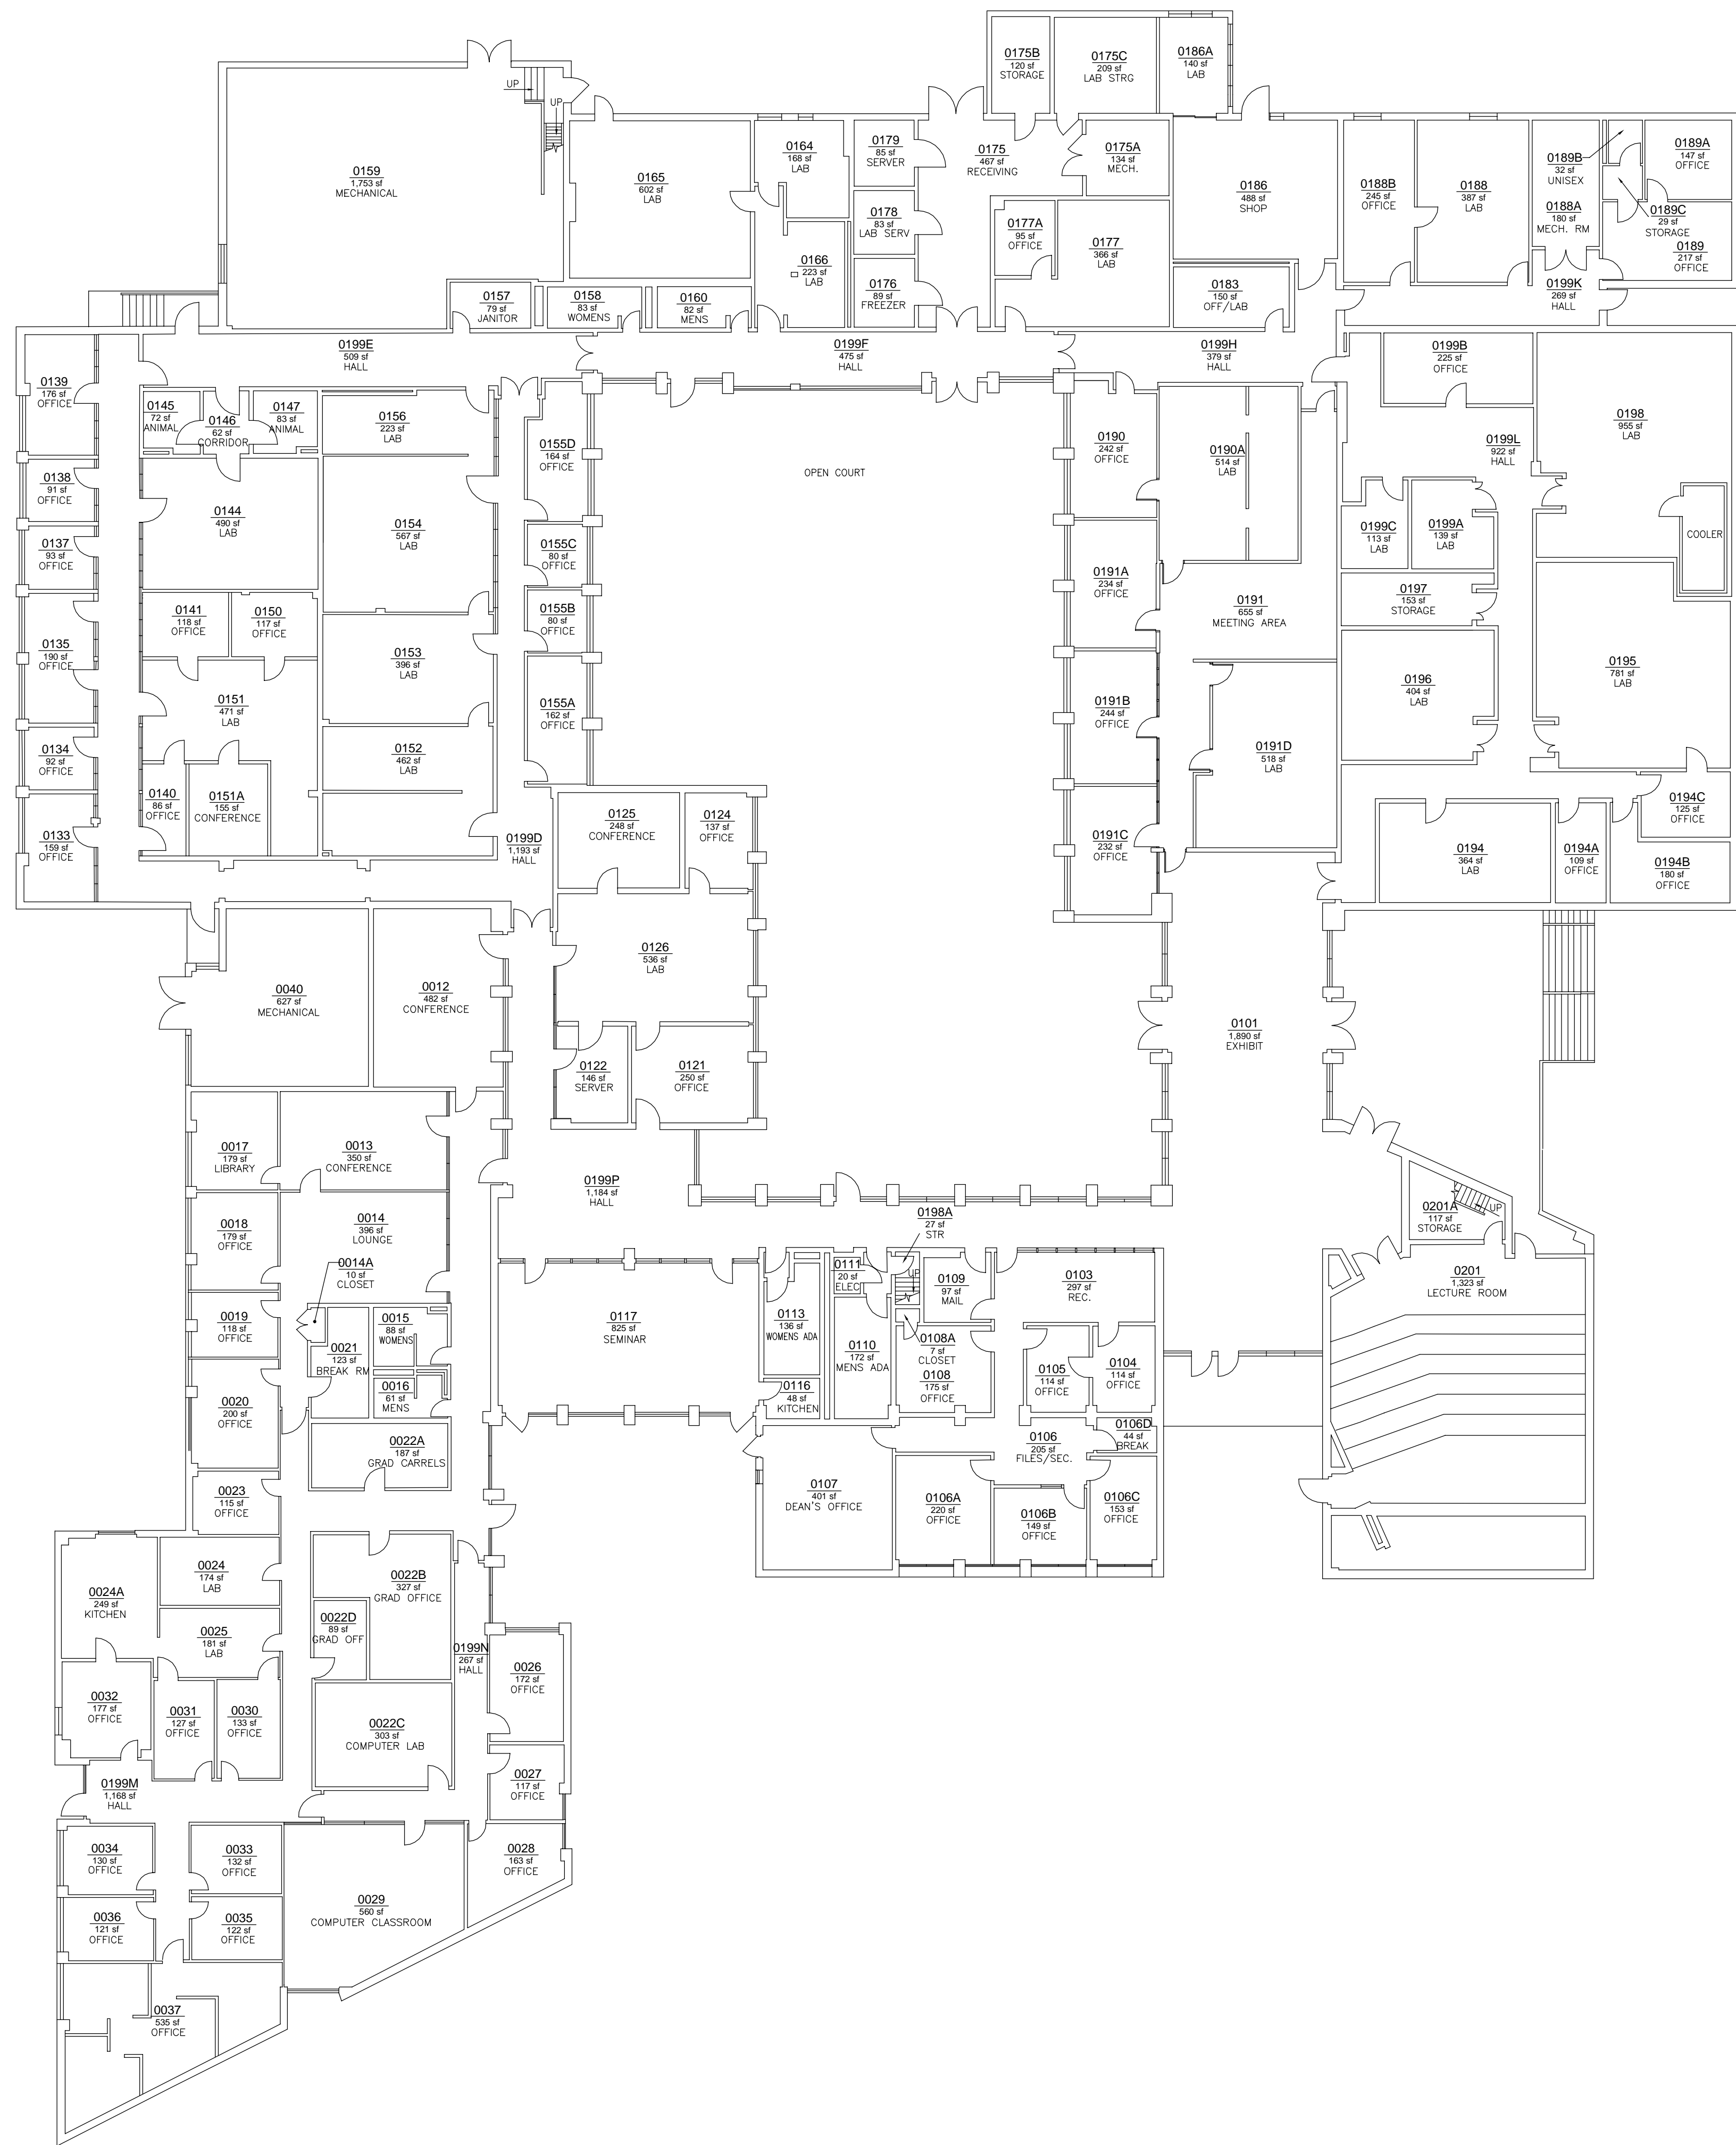 0175B
120 sf
STORAGE
0175C
209 sf
LAB STRG
0186A
140 sf
LAB
UP
UP
0159
1,753 sf
MECHANICAL
0165
602 sf
LAB
0164
168 sf
LAB
0179
85 sf
SERVER
0175
467 sf
RECEIVING
0175A
134 sf
MECH.
0186
488 sf
SHOP
0188B
245 sf
OFFICE
0188
387 sf
LAB
0189B
32 sf
UNISEX
0189A
147 sf
OFFICE
0188A
180 sf
MECH. RM
0189C
29 sf
STORAGE
0189
217 sf
OFFICE
0178
83 sf
LAB SERV
0177A
95 sf
OFFICE
0177
366 sf
LAB
0166
223 sf
LAB
0176
89 sf
FREEZER
0183
150 sf
OFF/LAB
0199K
269 sf
HALL
0157
79 sf
JANITOR
0158
83 sf
WOMENS
0160
82 sf
MENS
0199E
509 sf
HALL
0199F
475 sf
HALL
0199H
379 sf
HALL
0199B
225 sf
OFFICE
0139
176 sf
OFFICE
0145
72 sf
ANIMAL
0146
62 sf
CORRIDOR
0147
83 sf
ANIMAL
0156
223 sf
LAB
0155D
164 sf
OFFICE
OPEN COURT
0190
242 sf
OFFICE
0190A
514 sf
LAB
0199L
922 sf
HALL
0198
955 sf
LAB
0138
91 sf
OFFICE
0144
490 sf
LAB
0154
567 sf
LAB
0155C
80 sf
OFFICE
0199C
113 sf
LAB
0199A
139 sf
LAB
COOLER
0137
93 sf
OFFICE
0191A
234 sf
OFFICE
0197
153 sf
STORAGE
0141
118 sf
OFFICE
0150
117 sf
OFFICE
0155B
80 sf
OFFICE
0191
655 sf
MEETING AREA
0135
190 sf
OFFICE
0153
396 sf
LAB
0196
404 sf
LAB
0195
781 sf
LAB
0151
471 sf
LAB
0155A
162 sf
OFFICE
0191B
244 sf
OFFICE
0134
92 sf
OFFICE
0152
462 sf
LAB
0191D
518 sf
LAB
0140
86 sf
OFFICE
0151A
155 sf
CONFERENCE
0133
159 sf
OFFICE
0199D
1,193 sf
HALL
0125
248 sf
CONFERENCE
0124
137 sf
OFFICE
0191C
232 sf
OFFICE
0194C
125 sf
OFFICE
0194
364 sf
LAB
0194A
109 sf
OFFICE
0194B
180 sf
OFFICE
0126
536 sf
LAB
0040
627 sf
MECHANICAL
0012
482 sf
CONFERENCE
0101
1,890 sf
EXHIBIT
0122
146 sf
SERVER
0121
250 sf
OFFICE
0017
179 sf
LIBRARY
0013
350 sf
CONFERENCE
0199P
1,184 sf
HALL
0018
179 sf
OFFICE
0014
396 sf
LOUNGE
0198A
27 sf
STR
0201A
117 sf
STORAGE
UP
0014A
10 sf
CLOSET
0111
20 sf
ELEC
UP
0109
97 sf
MAIL
0103
297 sf
REC.
0201
1,323 sf
LECTURE ROOM
0019
118 sf
OFFICE
0015
88 sf
WOMENS
0117
825 sf
SEMINAR
0113
136 sf
WOMENS ADA
0021
123 sf
BREAK RM
0110
172 sf
MENS ADA
0108A
7 sf
CLOSET
0108
175 sf
OFFICE
0105
114 sf
OFFICE
0104
114 sf
OFFICE
0020
200 sf
OFFICE
0016
61 sf
MENS
0116
48 sf
KITCHEN
0022A
187 sf
GRAD CARRELS
0106
205 sf
FILES/SEC.
0106D
44 sf
BREAK
0023
115 sf
OFFICE
0107
401 sf
DEAN'S OFFICE
0106A
220 sf
OFFICE
0106B
149 sf
OFFICE
0106C
153 sf
OFFICE
0024
174 sf
LAB
0024A
249 sf
KITCHEN
0022B
327 sf
GRAD OFFICE
0022D
89 sf
GRAD OFF
0025
181 sf
LAB
0199N
267 sf
HALL
0026
172 sf
OFFICE
0032
177 sf
OFFICE
0031
127 sf
OFFICE
0030
133 sf
OFFICE
0022C
303 sf
COMPUTER LAB
0199M
1,168 sf
HALL
0027
117 sf
OFFICE
0034
130 sf
OFFICE
0033
132 sf
OFFICE
0028
163 sf
OFFICE
0029
560 sf
COMPUTER CLASSROOM
0036
121 sf
OFFICE
0035
122 sf
OFFICE
0037
535 sf
OFFICE